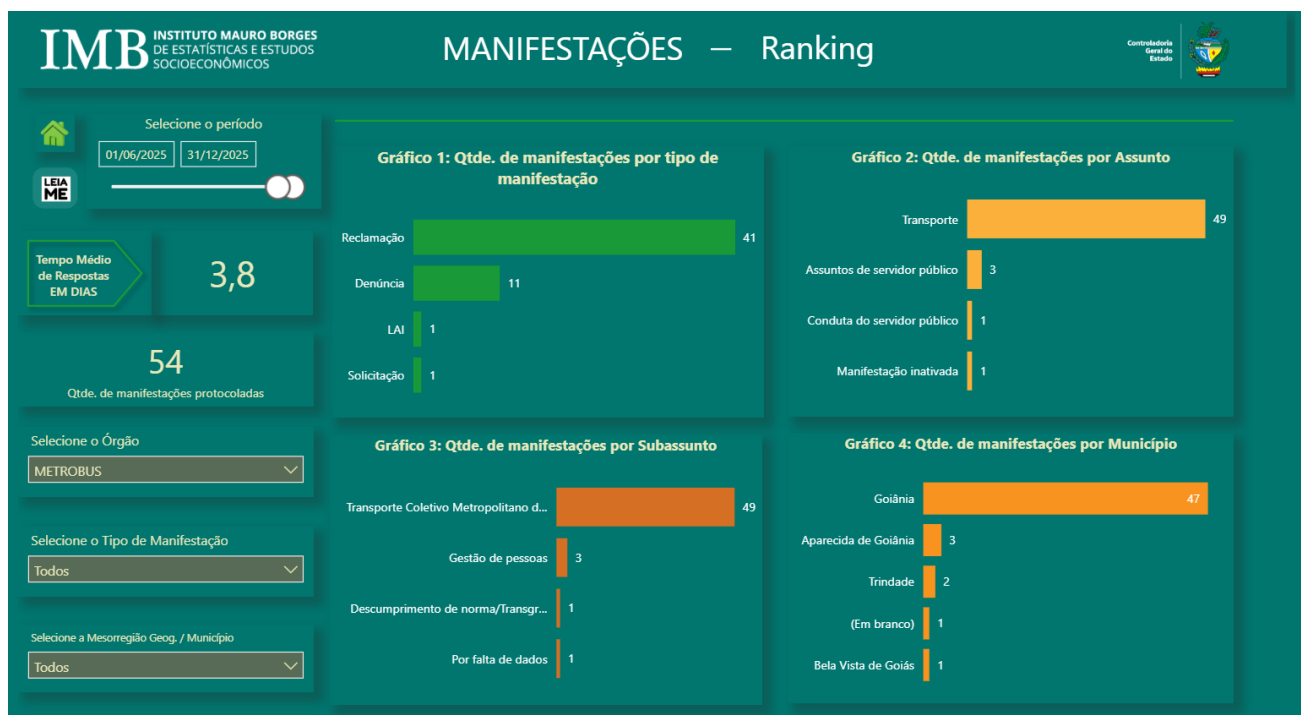 IMB INSTITUTO MAURO BORGES
DE ESTATÍSTICAS E ESTUDOS
SOCIOECONÔMICOS
MANIFESTAÇÕES – Ranking
Controladoria
Geral do
Estado
Selecione o período
01/06/2025 31/12/2025
LEIA
ME
Tempo Médio
de Respostas
EM DIAS
3,8
54
Qtde. de manifestações protocoladas
Selecione o Órgão
METROBUS
Selecione o Tipo de Manifestação
Todos
Selecione a Mesorregião Geog. / Município
Todos
Gráfico 1: Qtde. de manifestações por tipo de
manifestação
Reclamação 41
Denúncia 11
LAI 1
Solicitação 1
Gráfico 2: Qtde. de manifestações por Assunto
Transporte 49
Assuntos de servidor público 3
Conduta do servidor público 1
Manifestação inativada 1
Gráfico 3: Qtde. de manifestações por Subassunto
Transporte Coletivo Metropolitano d... 49
Gestão de pessoas 3
Descumprimento de norma/Transgr... 1
Por falta de dados 1
Gráfico 4: Qtde. de manifestações por Município
Goiânia 47
Aparecida de Goiânia 3
Trindade 2
(Em branco) 1
Bela Vista de Goiás 1